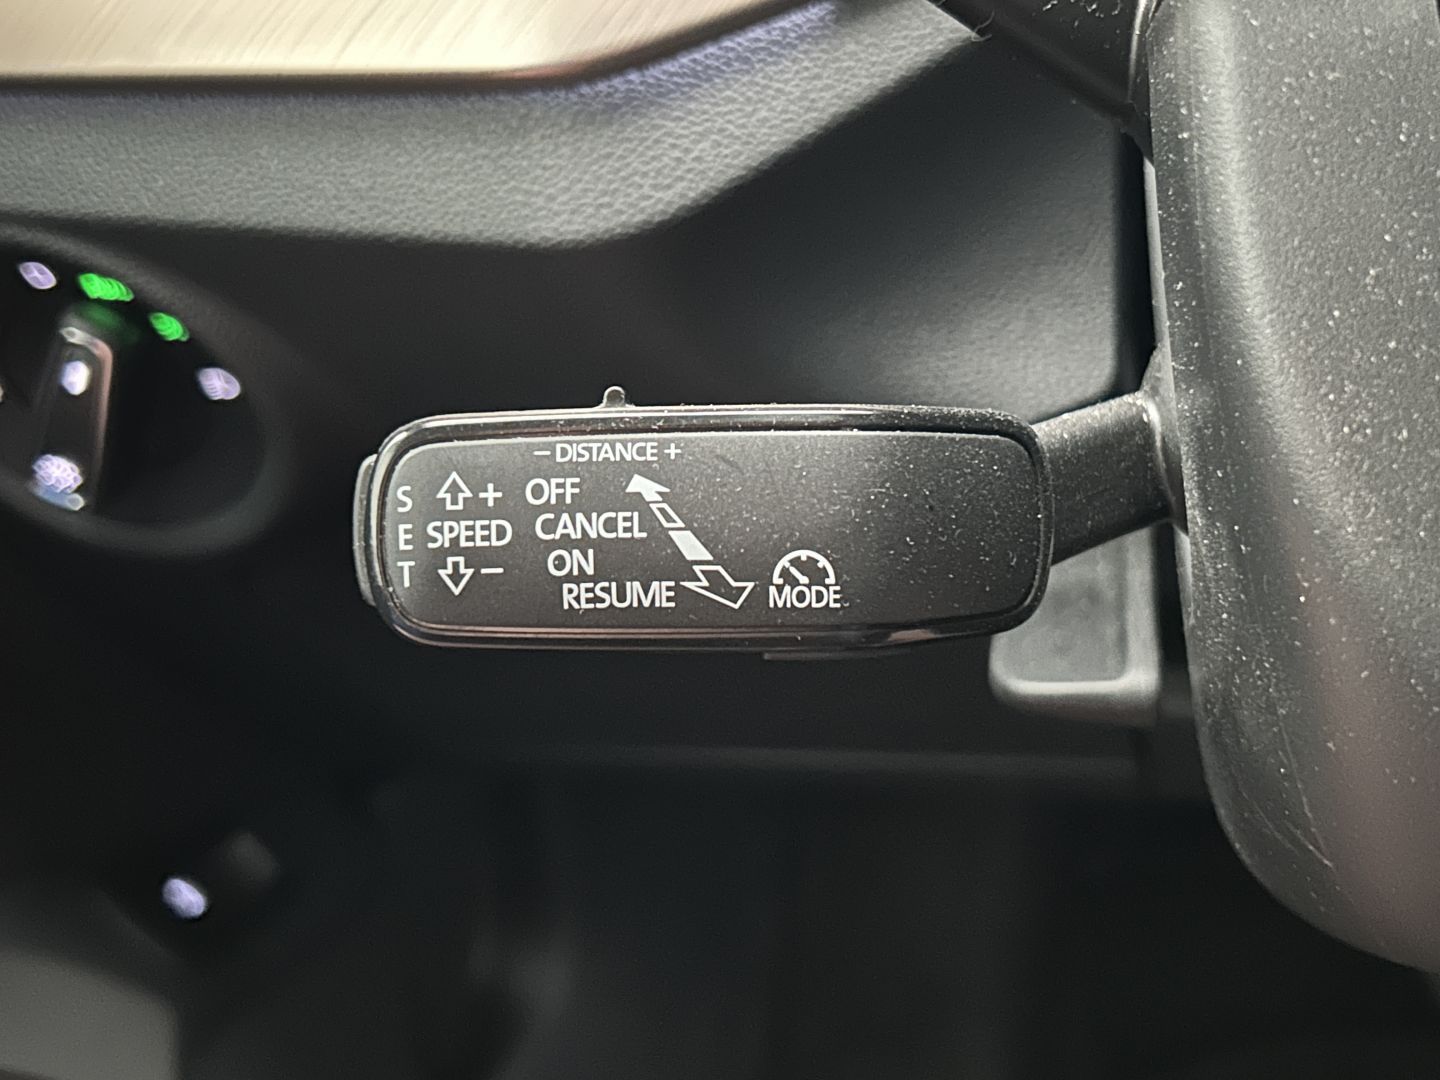 − DISTANCE +
S + OFF
E SPEED CANCEL
T − ON
RESUME MODE